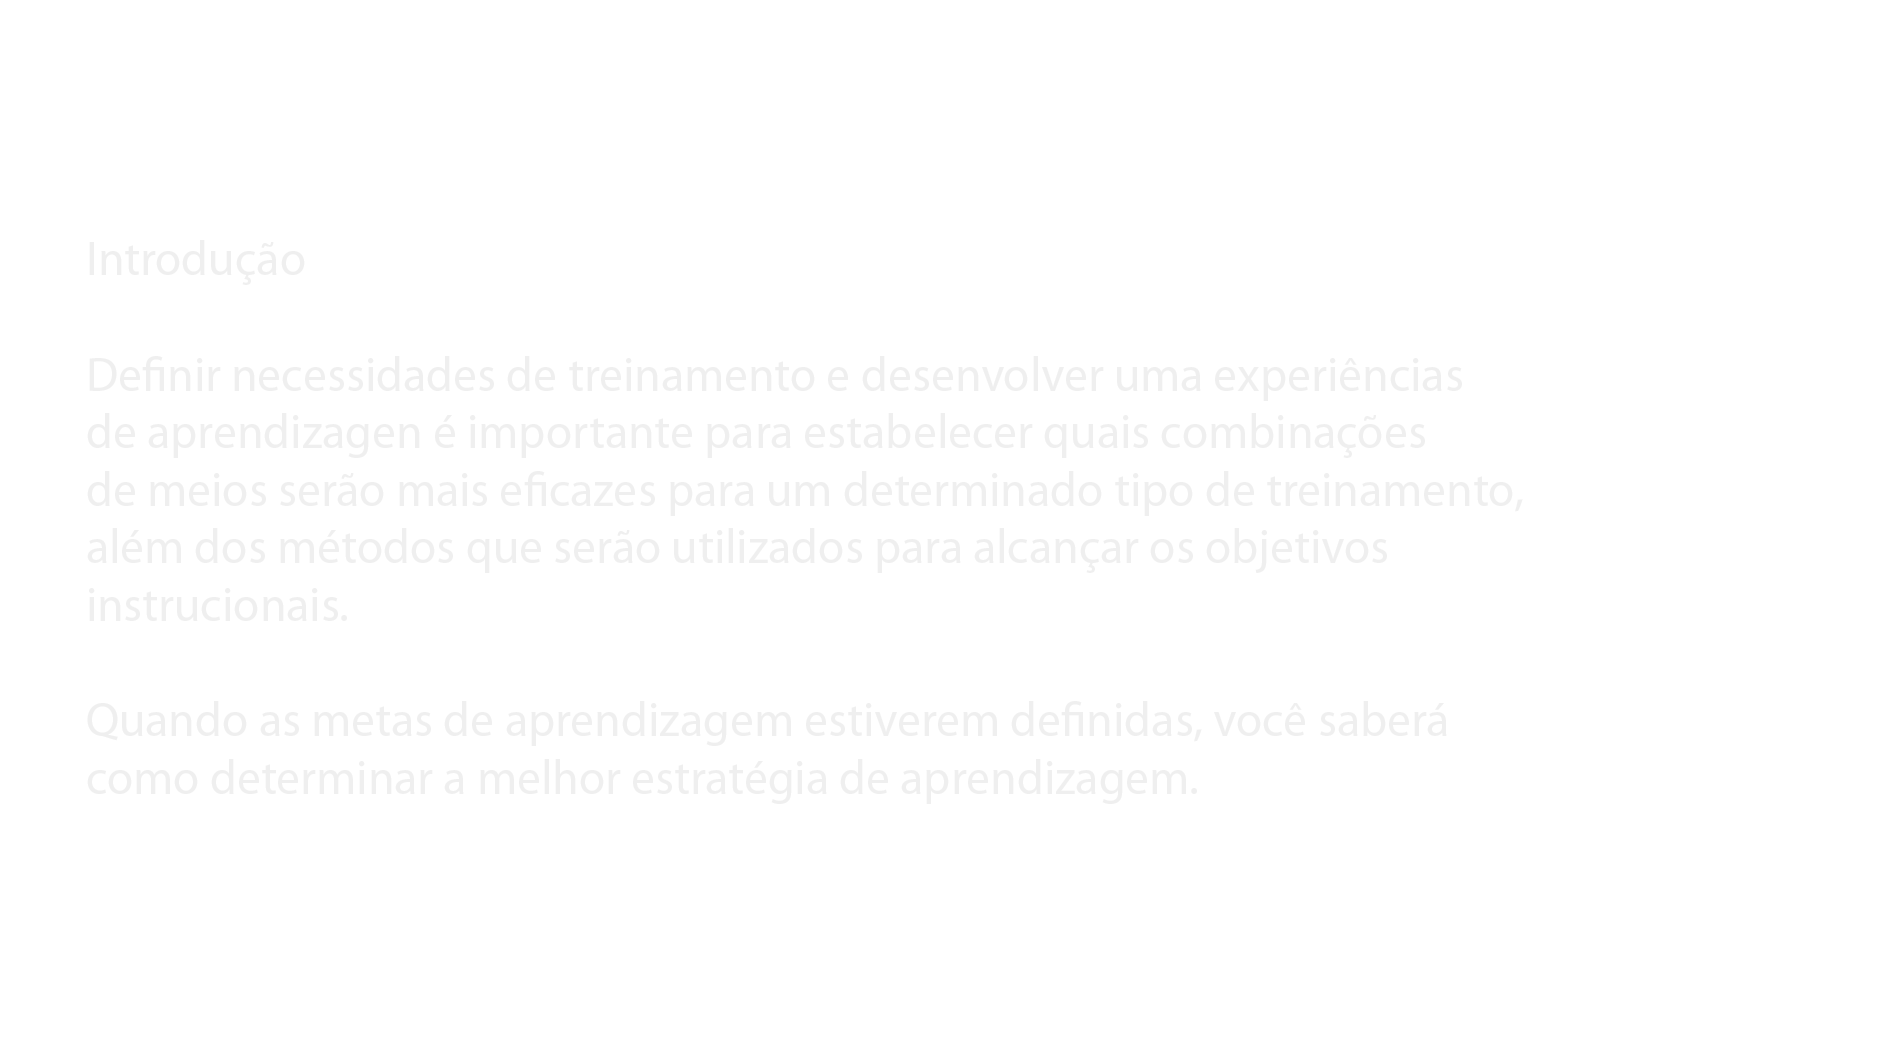 Introdução
Definir necessidades de treinamento e desenvolver uma experiências
de aprendizagen é importante para estabelecer quais combinações
de meios serão mais eficazes para um determinado tipo de treinamento,
além dos métodos que serão utilizados para alcançar os objetivos
instrucionais.
Quando as metas de aprendizagem estiverem definidas, você saberá
como determinar a melhor estratégia de aprendizagem.